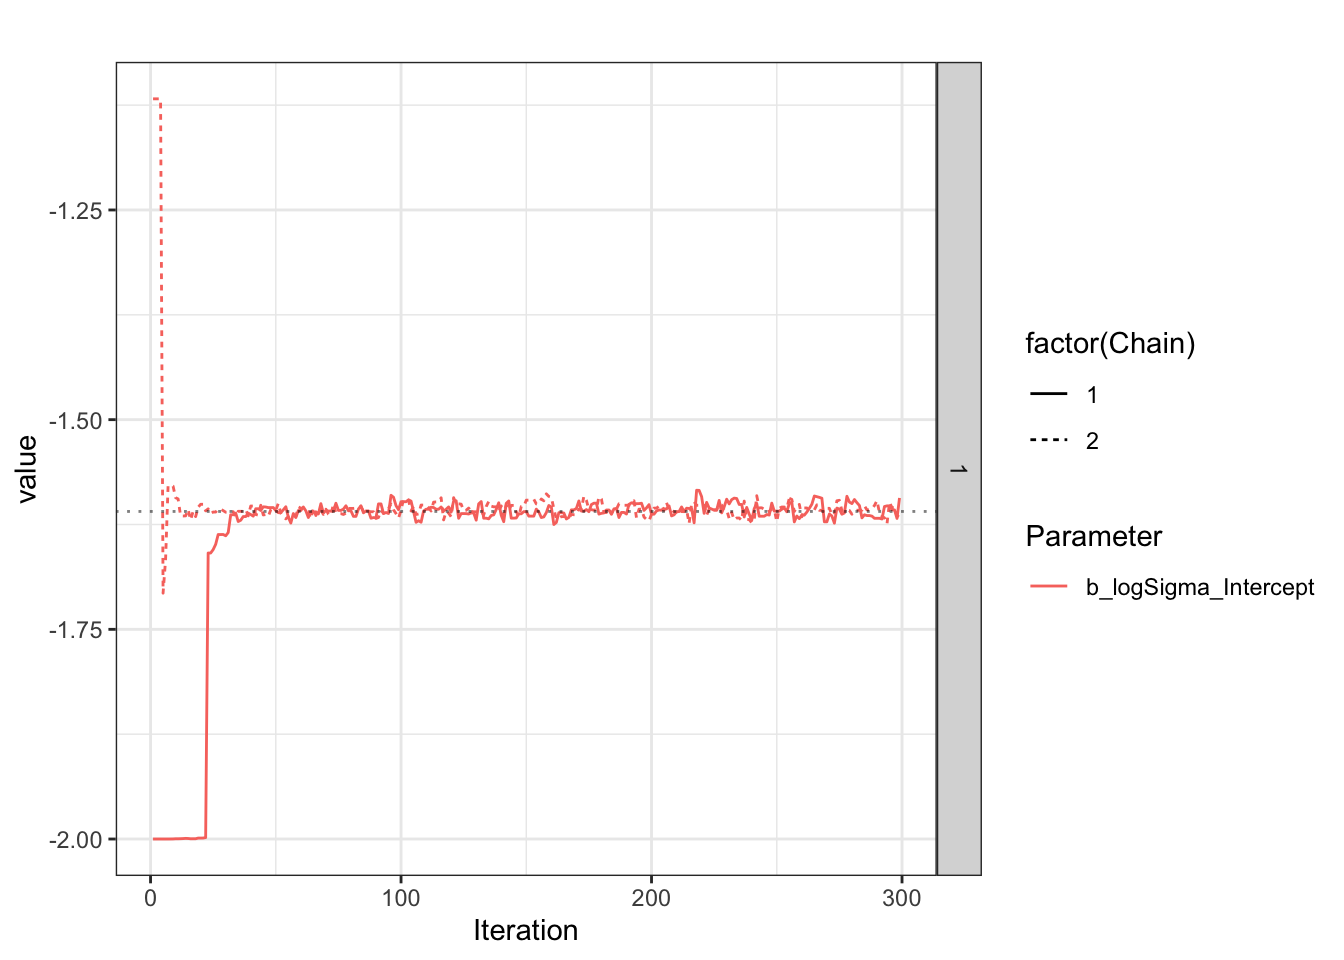 value
-1.25
-1.50
-1.75
-2.00
0 100 200 300
Iteration
1
factor(Chain)
1
2
Parameter
b_logSigma_Intercept